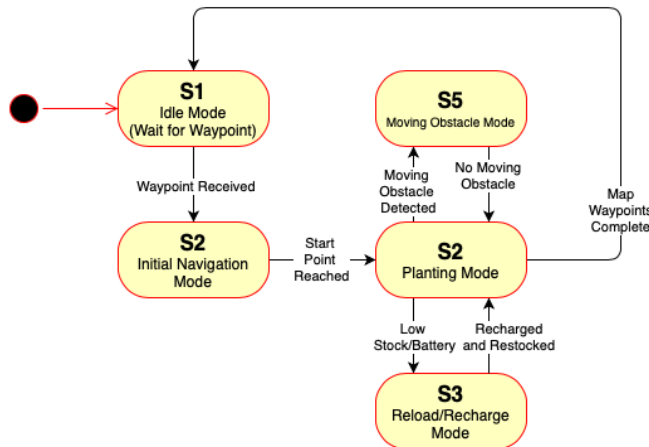 S1
Idle Mode
(Wait for Waypoint)
S5
Moving Obstacle Mode
Waypoint Received
Moving
Obstacle
Detected
No Moving
Obstacle
Map
Waypoints
Complete
S2
Initial Navigation
Mode
Start
Point
Reached
S2
Planting Mode
Low
Stock/Battery
Recharged
and Restocked
S3
Reload/Recharge
Mode